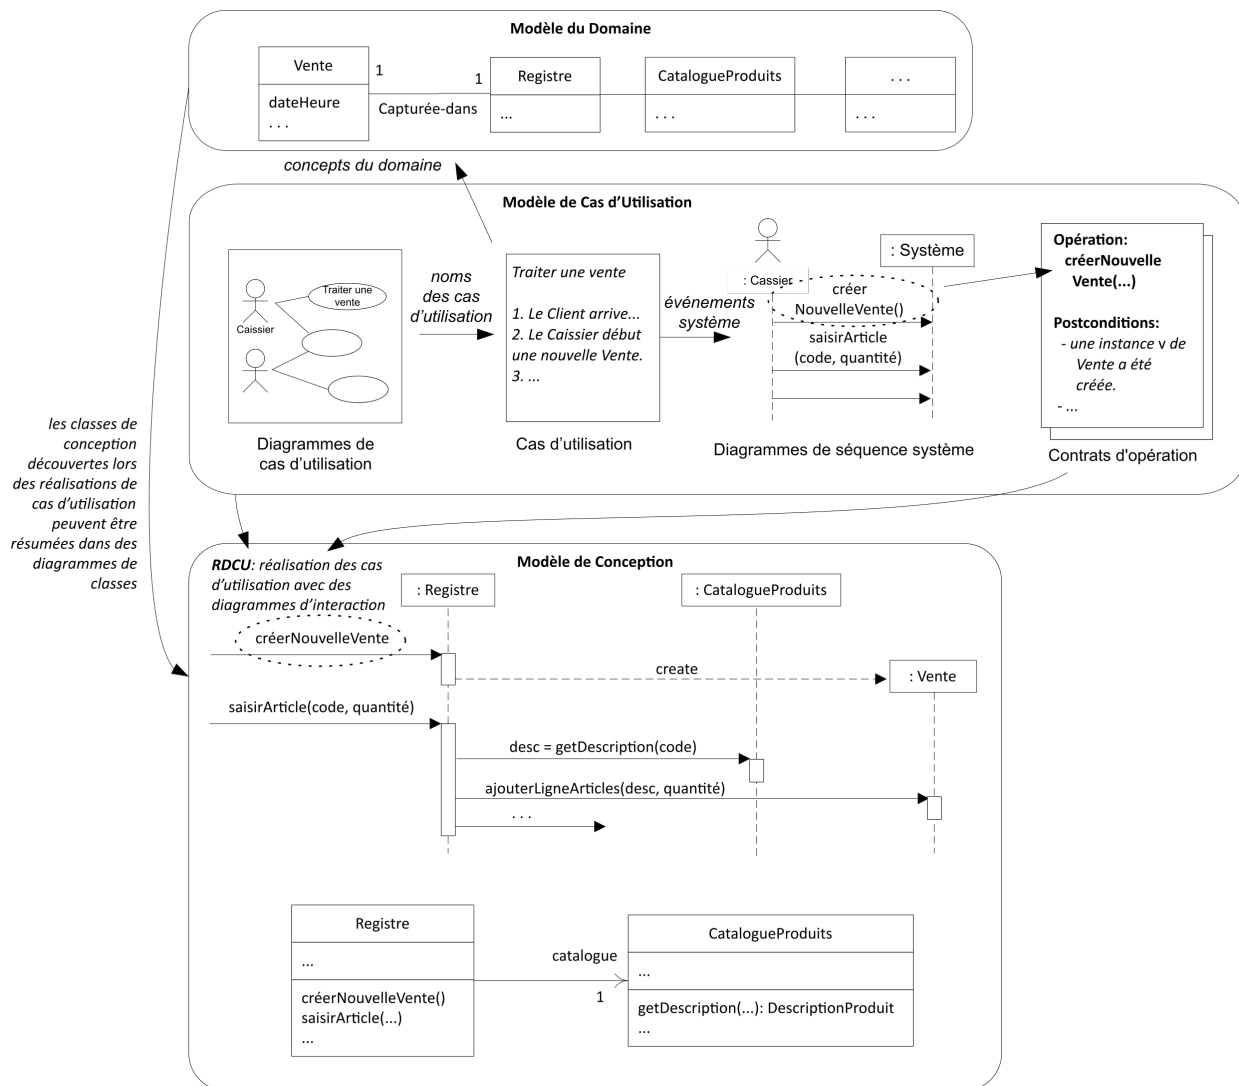 Modèle du Domaine
Vente
dateHeure
. . .
1
1
Capturée-dans
Registre
...
CatalogueProduits
. . .
. . .
. . .
concepts du domaine
Modèle de Cas d'Utilisation
Traiter une
vente
Caissier
Diagrammes de
cas d'utilisation
noms
des cas
d'utilisation
Traiter une vente
1. Le Client arrive...
2. Le Caissier début
une nouvelle Vente.
3. ...
Cas d'utilisation
événements
système
: Cassier
: Système
créer
NouvelleVente()
saisirArticle
(code, quantité)
Diagrammes de séquence système
Opération:
créerNouvelle
Vente(...)
Postconditions:
- une instance v de
Vente a été
créée.
- ...
Contrats d'opération
les classes de
conception
découvertes lors
des réalisations de
cas d'utilisation
peuvent être
résumées dans des
diagrammes de
classes
Modèle de Conception
RDCU: réalisation des cas
d'utilisation avec des
diagrammes d'interaction
: Registre
: CatalogueProduits
créerNouvelleVente
create
: Vente
saisirArticle(code, quantité)
desc = getDescription(code)
ajouterLigneArticles(desc, quantité)
. . .
Registre
...
créerNouvelleVente()
saisirArticle(...)
...
catalogue
1
CatalogueProduits
...
getDescription(...): DescriptionProduit
...